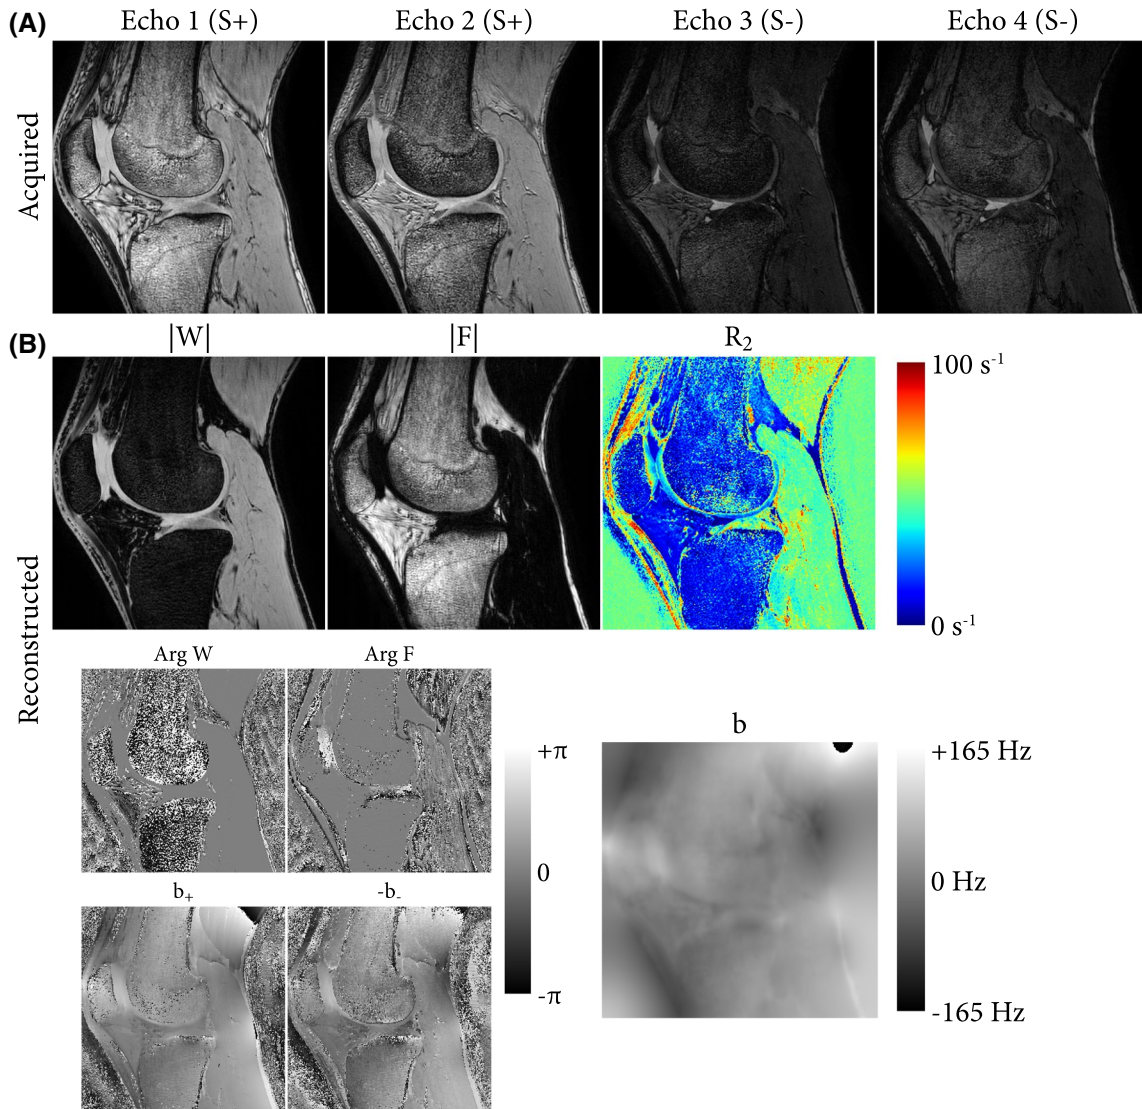 (A)
Echo 1 (S+)
Echo 2 (S+)
Echo 3 (S-)
Echo 4 (S-)
Acquired
(B)
|W|
|F|
R₂
100 s⁻¹
0 s⁻¹
Reconstructed
Arg W
Arg F
+π
0
-π
b₊
-b₋
b
+165 Hz
0 Hz
-165 Hz